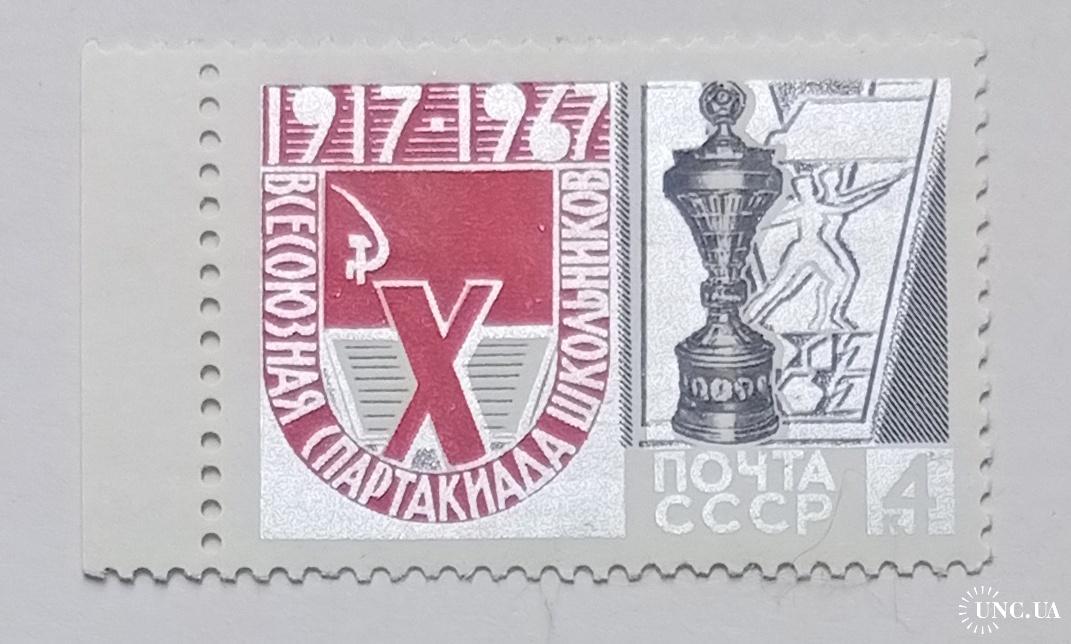 1917-1967
ВСЕСОЮЗНАЯ СПАРТАКИАДА ШКОЛЬНИКОВ
X
ПОЧТА
СССР
4
К
UNC.UA